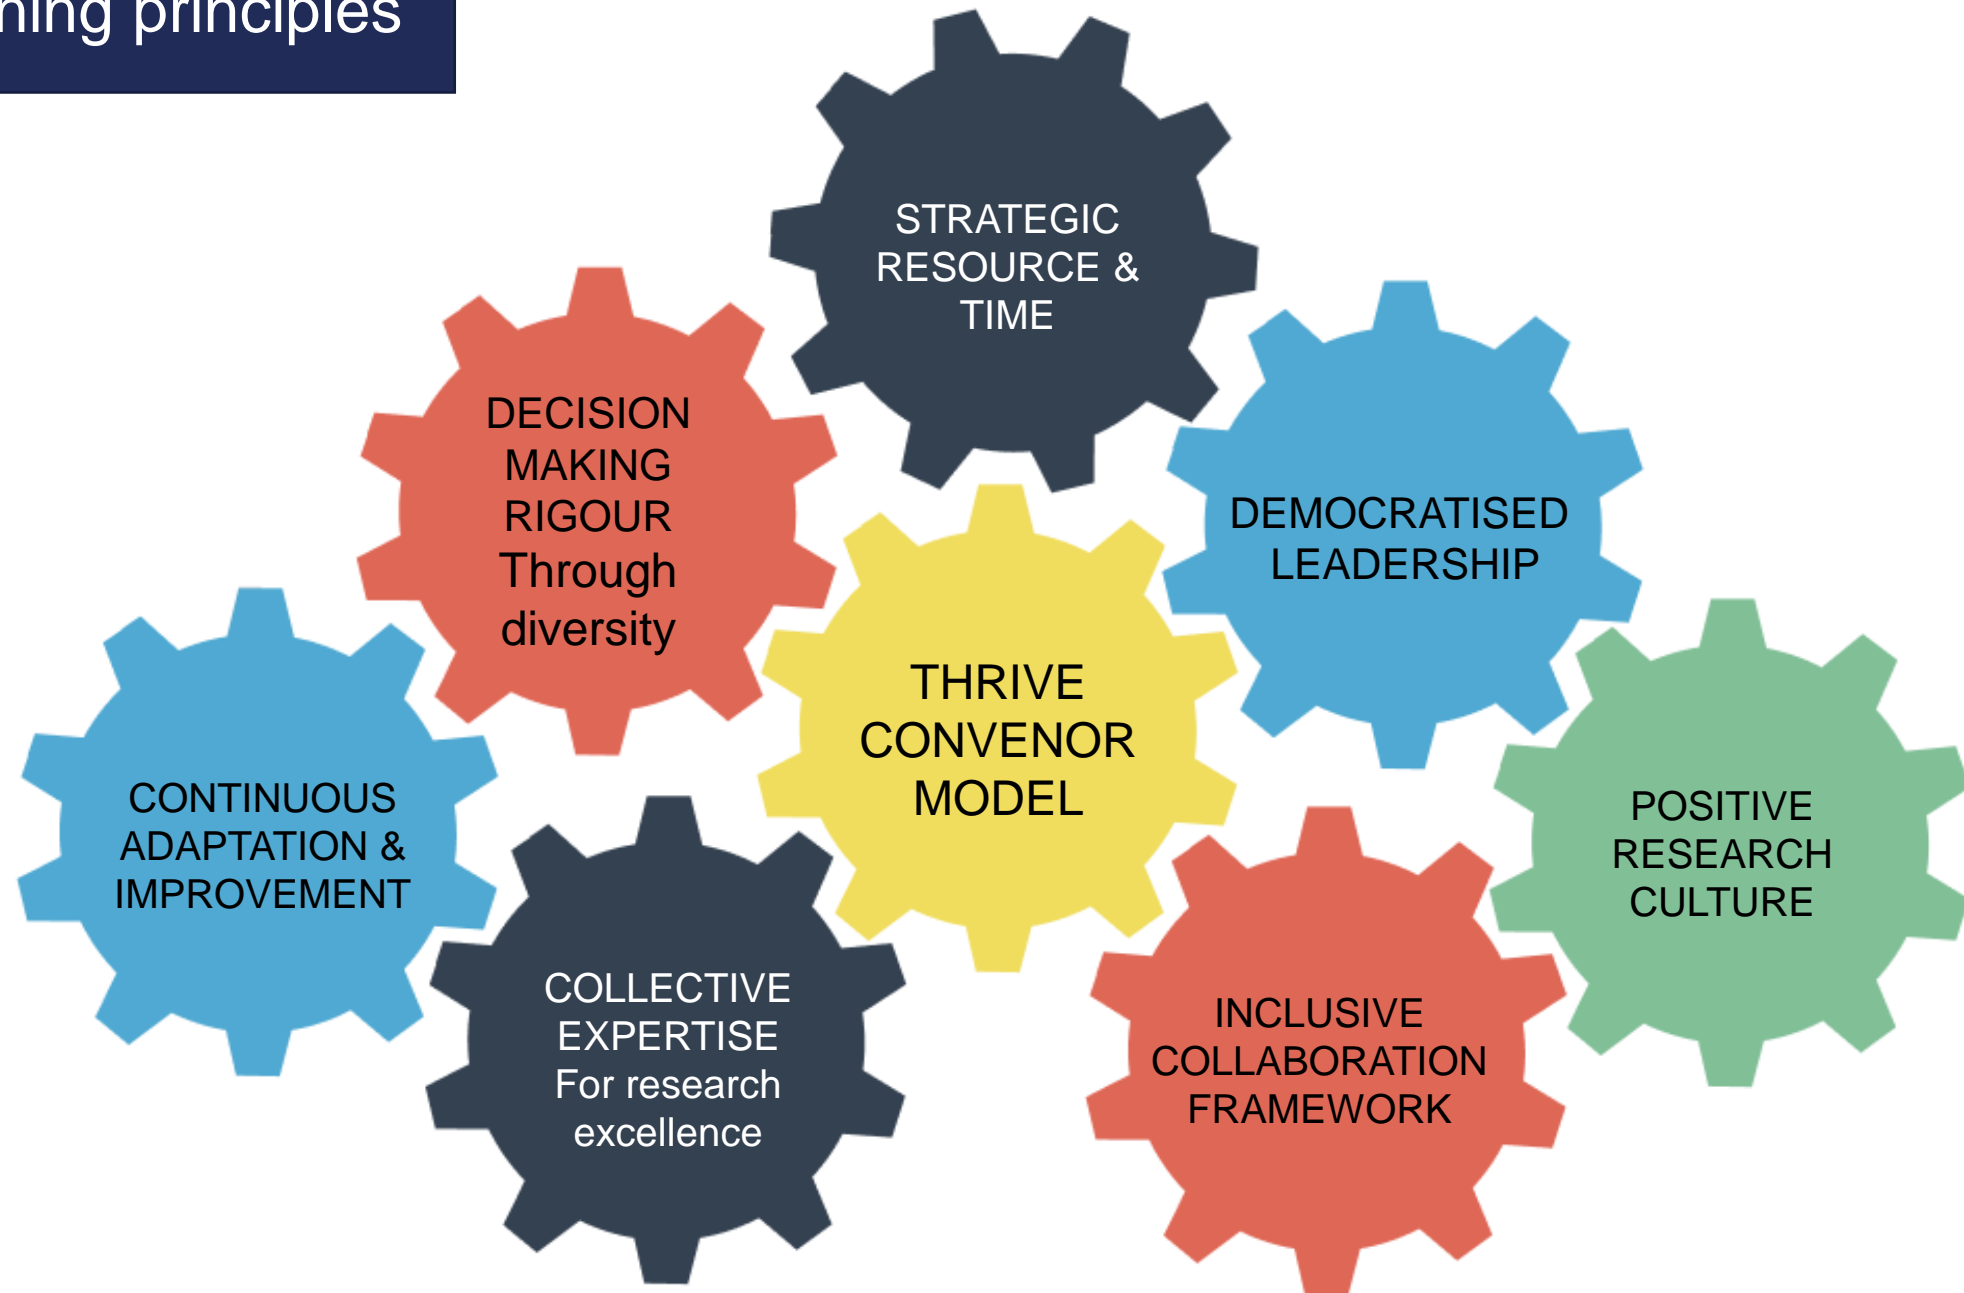 ning principles
STRATEGIC
RESOURCE &
TIME
DECISION
MAKING
RIGOUR
Through
diversity
DEMOCRATISED
LEADERSHIP
THRIVE
CONVENOR
MODEL
CONTINUOUS
ADAPTATION &
IMPROVEMENT
POSITIVE
RESEARCH
CULTURE
COLLECTIVE
EXPERTISE
For research
excellence
INCLUSIVE
COLLABORATION
FRAMEWORK